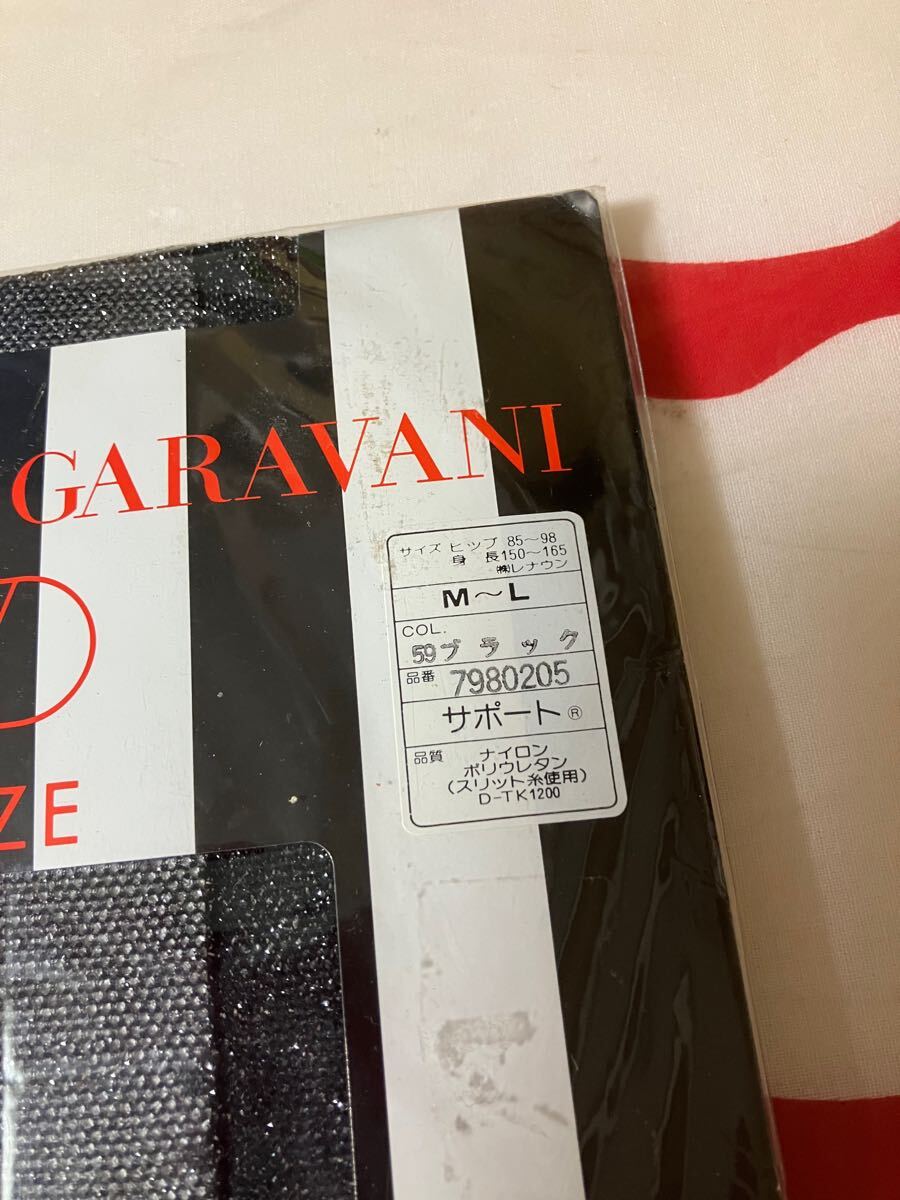 GARAVANI
サイズ ヒップ 85〜98
身 長150〜165
㈱レナウン
M〜L
COL.
59ブラック
品番 7980205
サポート®
品質 ナイロン
ポリウレタン
(スリット糸使用)
D-TK1200
ZE